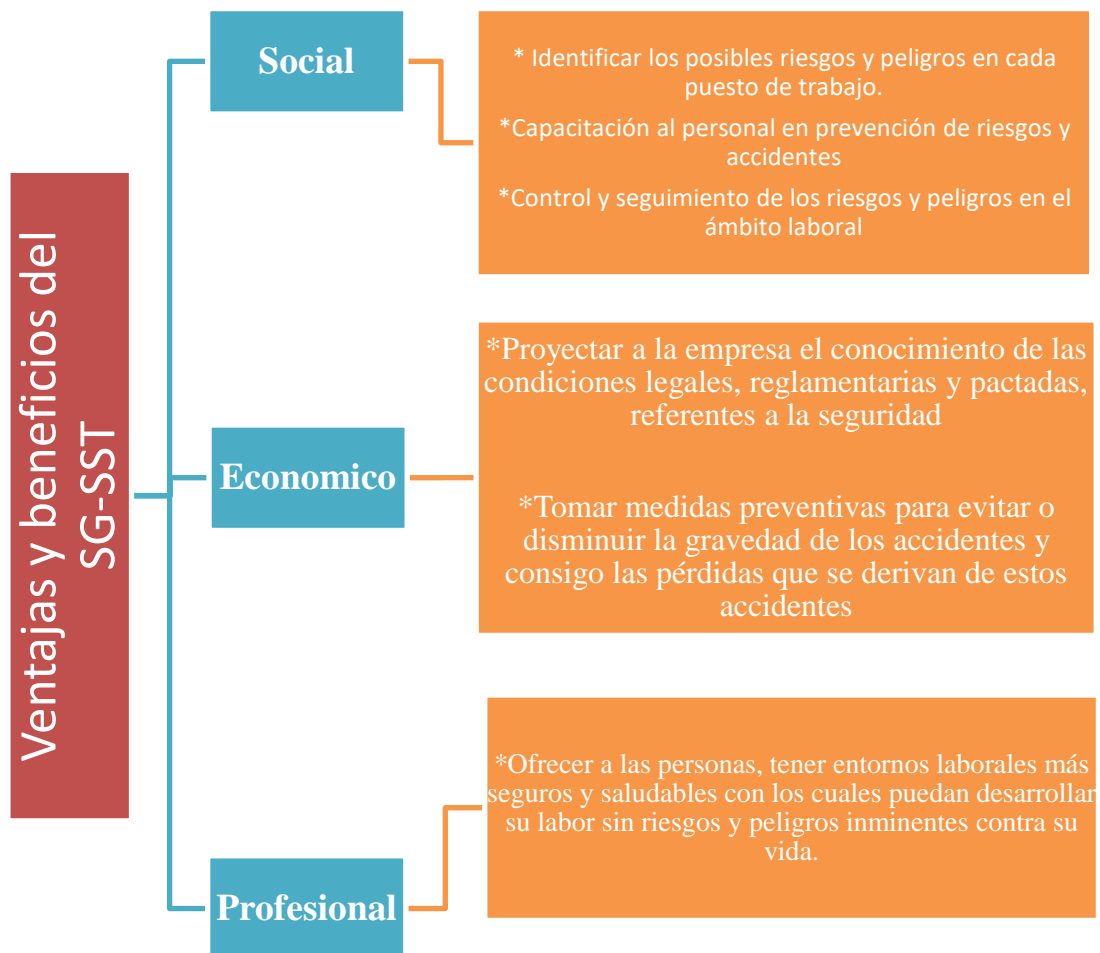 Ventajas y beneficios del
SG-SST
Social
* Identificar los posibles riesgos y peligros en cada
puesto de trabajo.
*Capacitación al personal en prevención de riesgos y
accidentes
*Control y seguimiento de los riesgos y peligros en el
ámbito laboral
Economico
*Proyectar a la empresa el conocimiento de las
condiciones legales, reglamentarias y pactadas,
referentes a la seguridad
*Tomar medidas preventivas para evitar o
disminuir la gravedad de los accidentes y
consigo las pérdidas que se derivan de estos
accidentes
Profesional
*Ofrecer a las personas, tener entornos laborales más
seguros y saludables con los cuales puedan desarrollar
su labor sin riesgos y peligros inminentes contra su
vida.